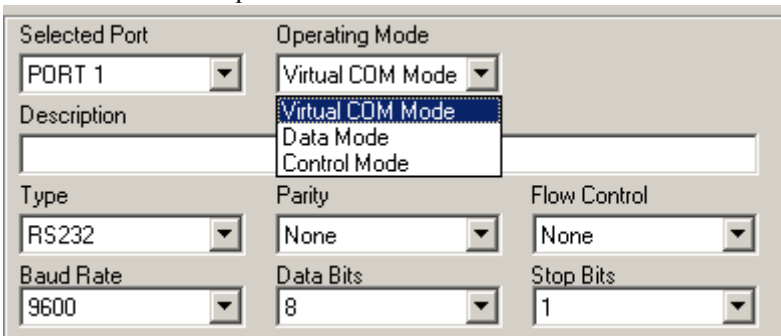 Selected Port Operating Mode
PORT 1 Virtual COM Mode
Description Virtual COM Mode
Data Mode
Control Mode
Type Parity Flow Control
RS232 None None
Baud Rate Data Bits Stop Bits
9600 8 1